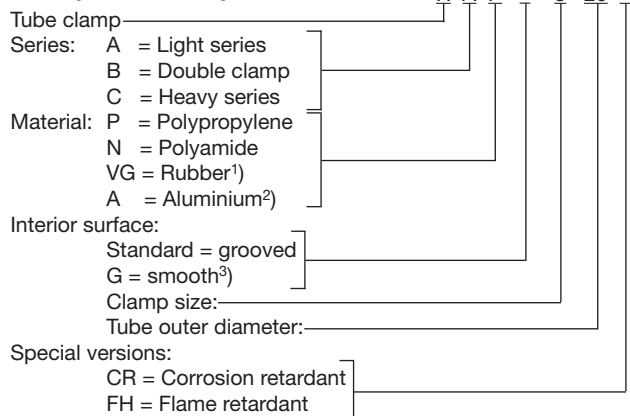 Tube clamp
Series: A = Light series
B = Double clamp
C = Heavy series
Material: P = Polypropylene
N = Polyamide
VG = Rubber¹)
A = Aluminium²)
Interior surface:
Standard = grooved
G = smooth³)
Clamp size:
Tube outer diameter:
Special versions:
CR = Corrosion retardant
FH = Flame retardant